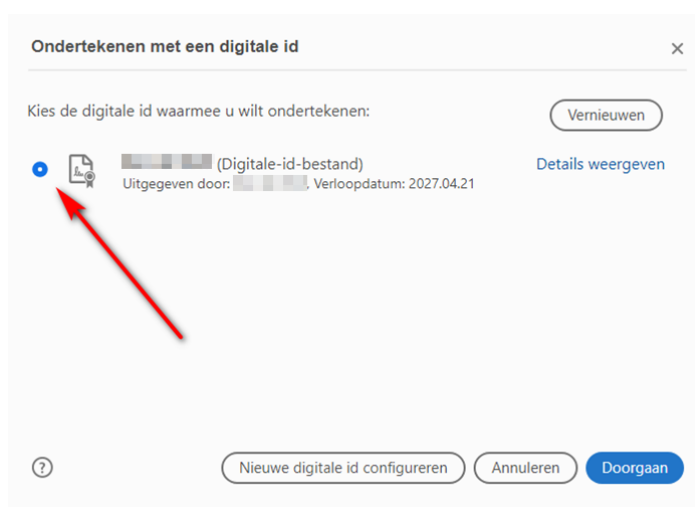 Ondertekenen met een digitale id
Kies de digitale id waarmee u wilt ondertekenen:
Vernieuwen
(Digitale-id-bestand)
Details weergeven
Uitgegeven door: , Verloopdatum: 2027.04.21
?
Nieuwe digitale id configureren
Annuleren
Doorgaan